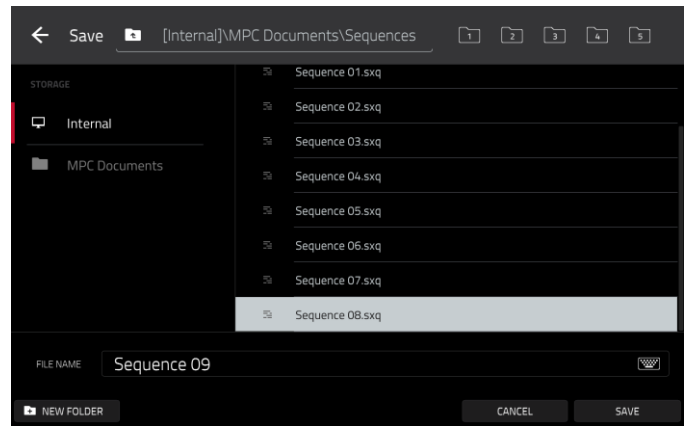 Save [Internal]\MPC Documents\Sequences 1 2 3 4 5
STORAGE
Internal
MPC Documents
Sequence 01.sxq
Sequence 02.sxq
Sequence 03.sxq
Sequence 04.sxq
Sequence 05.sxq
Sequence 06.sxq
Sequence 07.sxq
Sequence 08.sxq
FILE NAME Sequence 09
NEW FOLDER CANCEL SAVE